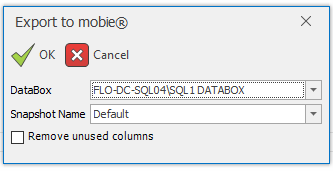 Export to mobie®
OK Cancel
DataBox FLO-DC-SQL04\SQL1 DATABOX
Snapshot Name Default
Remove unused columns